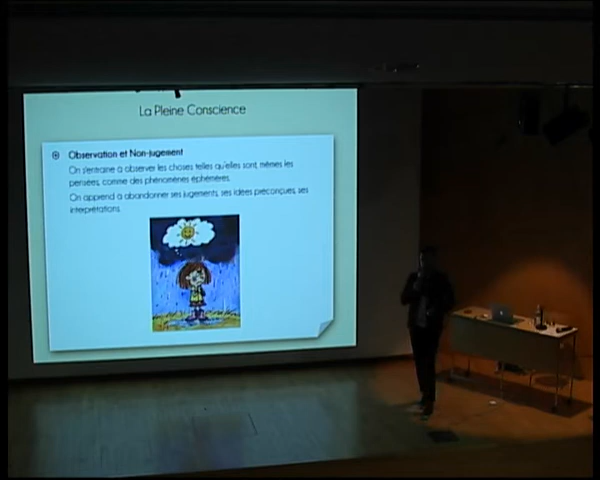 La Pleine Conscience
Observation et Non-jugement
On s'entraine à observer les choses telles qu'elles sont, mêmes les
pensées, comme des phénomènes éphémères.
On apprend à abandonner ses jugements, ses idées préconçues, ses
interprétations.